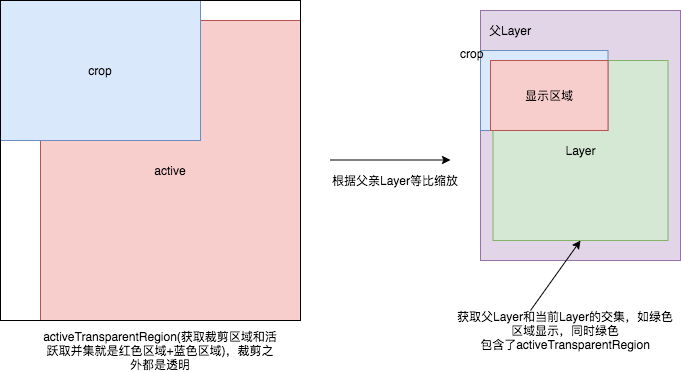 crop
active
activeTransparentRegion(获取裁剪区域和活
跃取并集就是红色区域+蓝色区域)，裁剪之
外都是透明
根据父亲Layer等比缩放
父Layer
crop
显示区域
Layer
获取父Layer和当前Layer的交集，如绿色
区域显示，同时绿色
包含了activeTransparentRegion